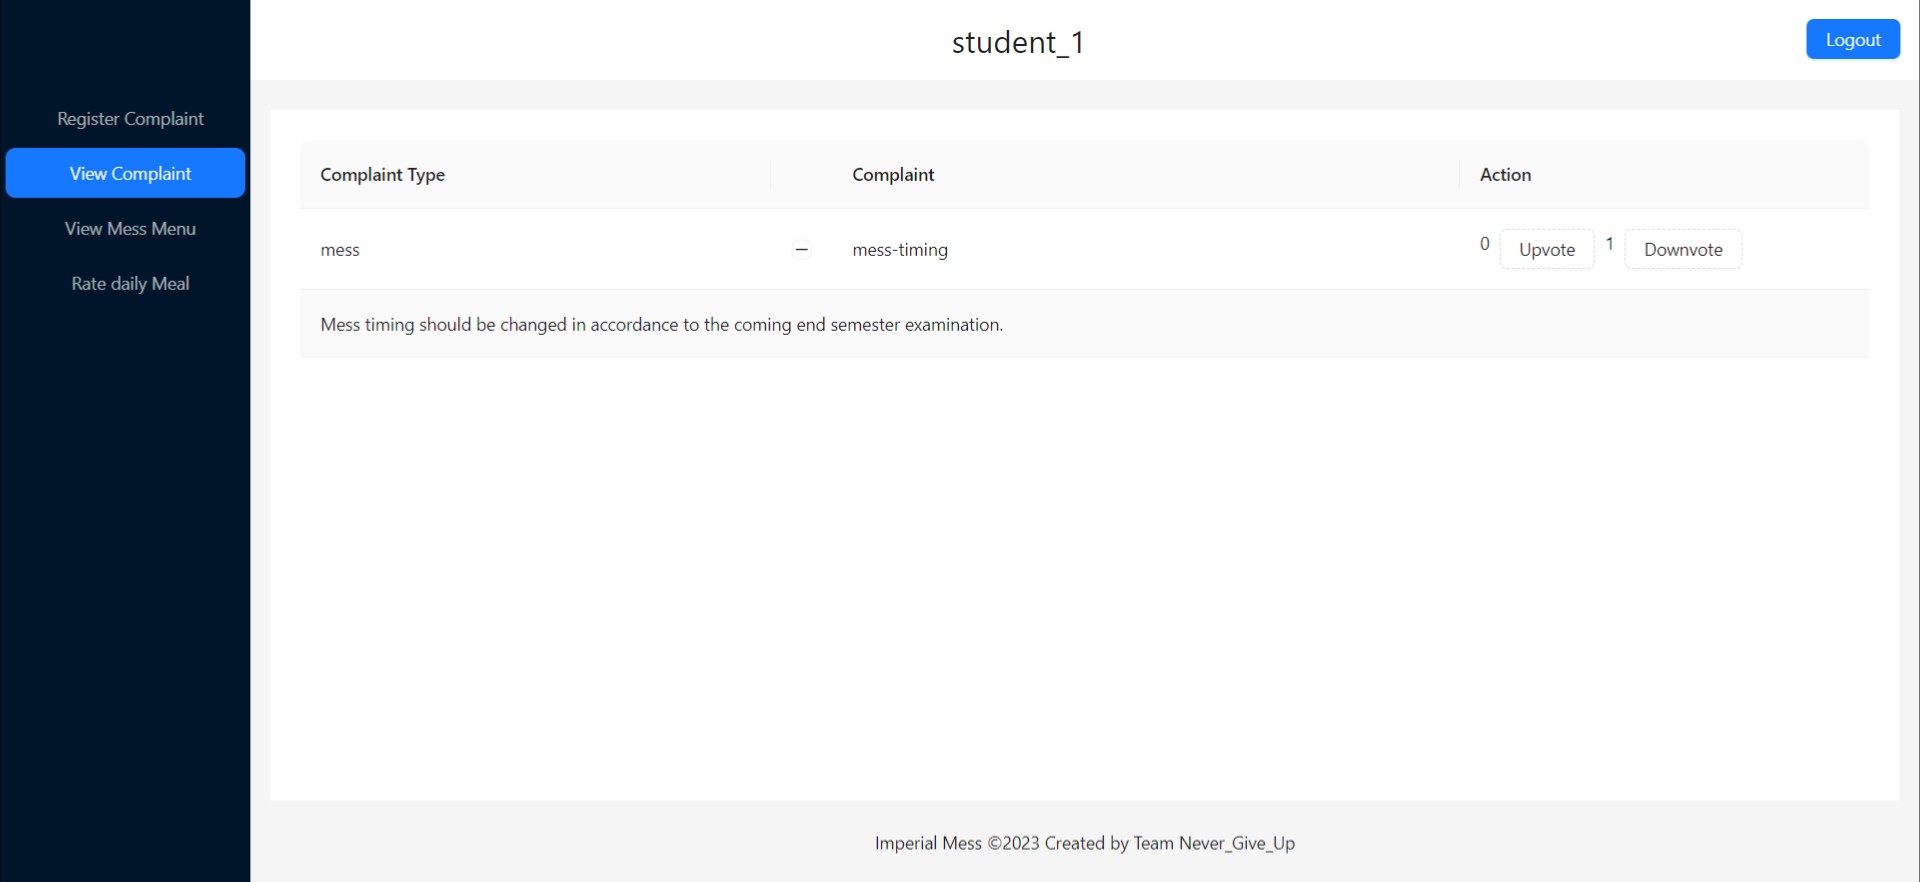 student_1
Logout
Register Complaint
View Complaint
View Mess Menu
Rate daily Meal
Complaint Type Complaint Action
mess mess-timing 0 Upvote 1 Downvote
Mess timing should be changed in accordance to the coming end semester examination.
Imperial Mess ©2023 Created by Team Never_Give_Up